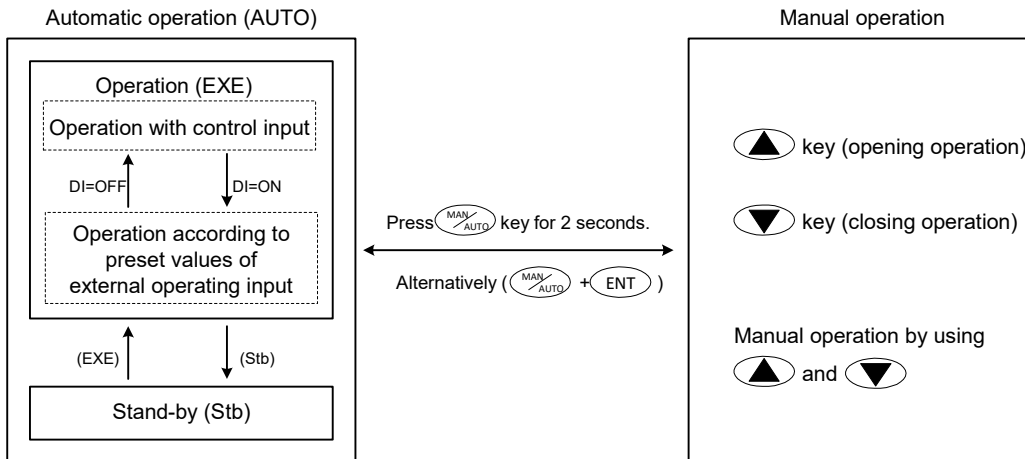 Automatic operation (AUTO)
Operation (EXE)
Operation with control input
DI=OFF
DI=ON
Operation according to
preset values of
external operating input
(EXE)
(Stb)
Stand-by (Stb)
Press MAN/AUTO key for 2 seconds.
Alternatively ( MAN/AUTO + ENT )
Manual operation
▲ key (opening operation)
▼ key (closing operation)
Manual operation by using
▲ and ▼